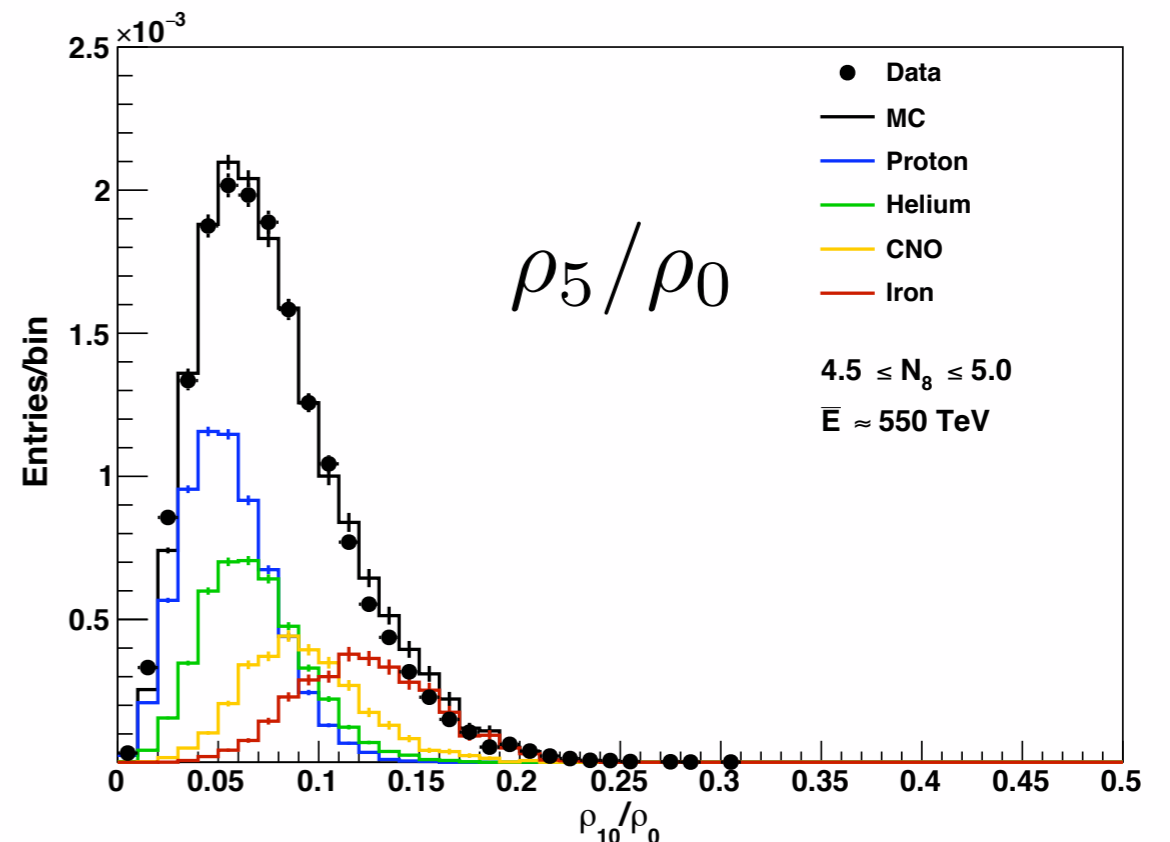 ×10⁻³
2.5
2
1.5
1
0.5
Entries/bin
Data
MC
Proton
Helium
CNO
Iron
ρ₅/ρ₀
4.5 ≤ N₈ ≤ 5.0
E̅ ≈ 550 TeV
0 0.05 0.1 0.15 0.2 0.25 0.3 0.35 0.4 0.45 0.5
ρ₁₀/ρ₀